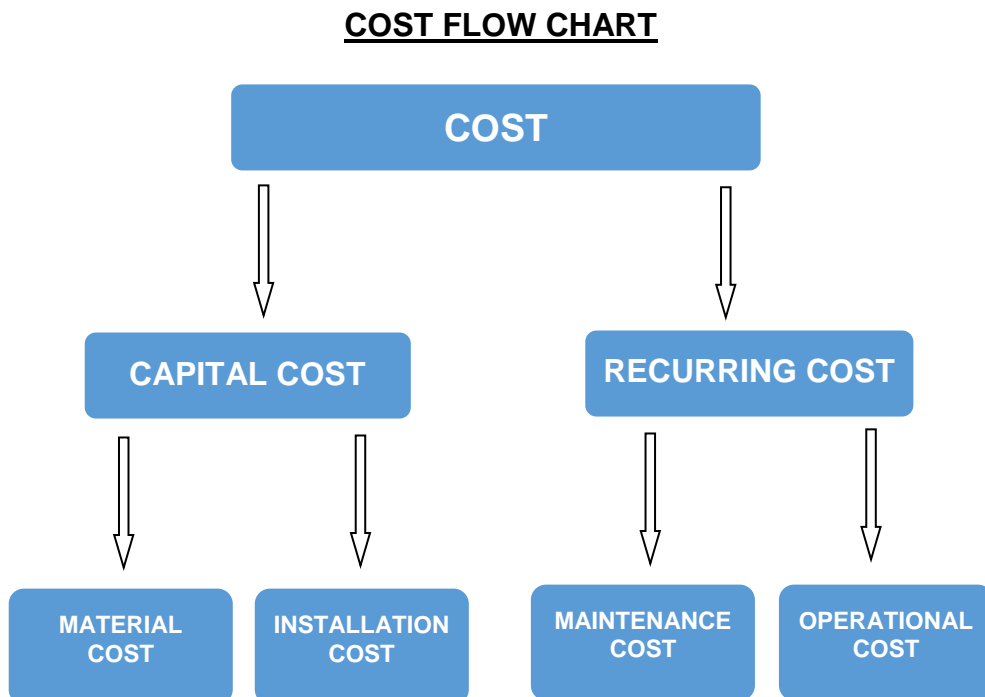 COST FLOW CHART
COST
CAPITAL COST
RECURRING COST
MATERIAL
COST
INSTALLATION
COST
MAINTENANCE
COST
OPERATIONAL
COST